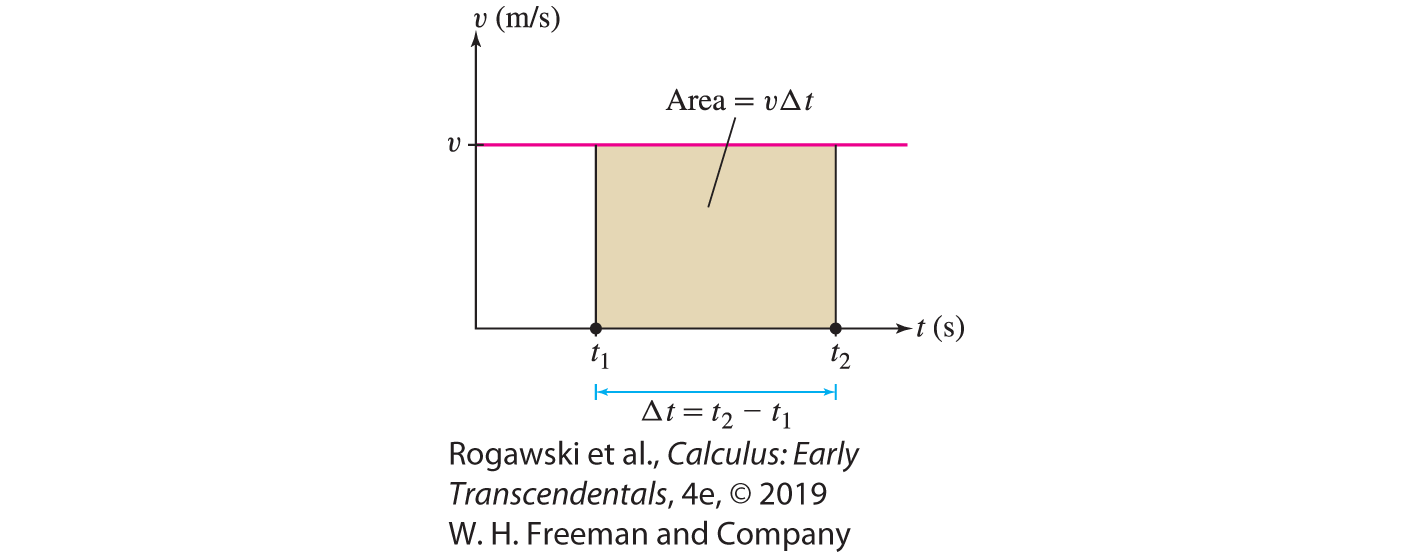 v (m/s)
Area = vΔt
v
t (s)
t₁
t₂
Δt = t₂ − t₁
Rogawski et al., Calculus: Early
Transcendentals, 4e, © 2019
W. H. Freeman and Company